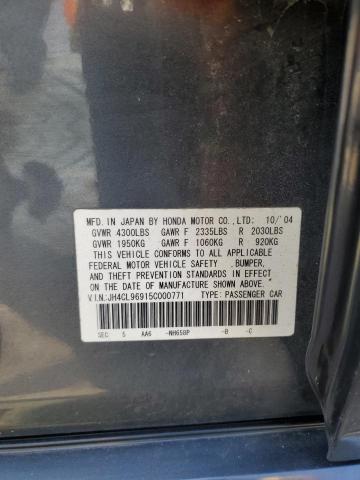 MFD. IN JAPAN BY HONDA MOTOR CO.,LTD: 10/'04
GVWR 4300LBS GAWR F 2335LBS R 2030LBS
GVWR 1950KG GAWR F 1060KG R 920KG
THIS VEHICLE CONFORMS TO ALL APPLICABLE
FEDERAL MOTOR VEHICLE SAFETY ,BUMPER,
AND THEFT PREVENTION STANDARDS IN EFFECT
ON THE DATE OF MANUFACTURE SHOWN ABOVE.
V.I.N.:JH4CL96915C000771 TYPE: PASSENGER CAR
SEC 5 AA6 -NH658P -B -C